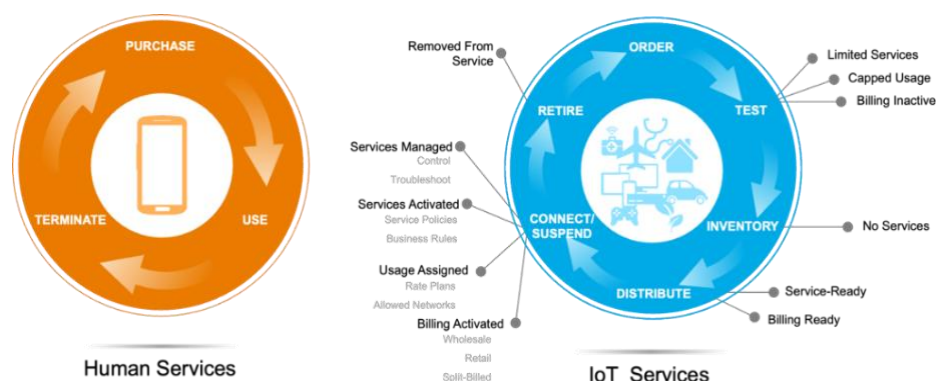 PURCHASE
TERMINATE
USE
Human Services
Removed From
Service
ORDER
Limited Services
Capped Usage
Billing Inactive
TEST
RETIRE
Services Managed
Control
Troubleshoot
Services Activated
Service Policies
Business Rules
CONNECT/
SUSPEND
INVENTORY
No Services
Usage Assigned
Rate Plans
Allowed Networks
DISTRIBUTE
Service-Ready
Billing Ready
Billing Activated
Wholesale
Retail
Split-Billed
IoT Services